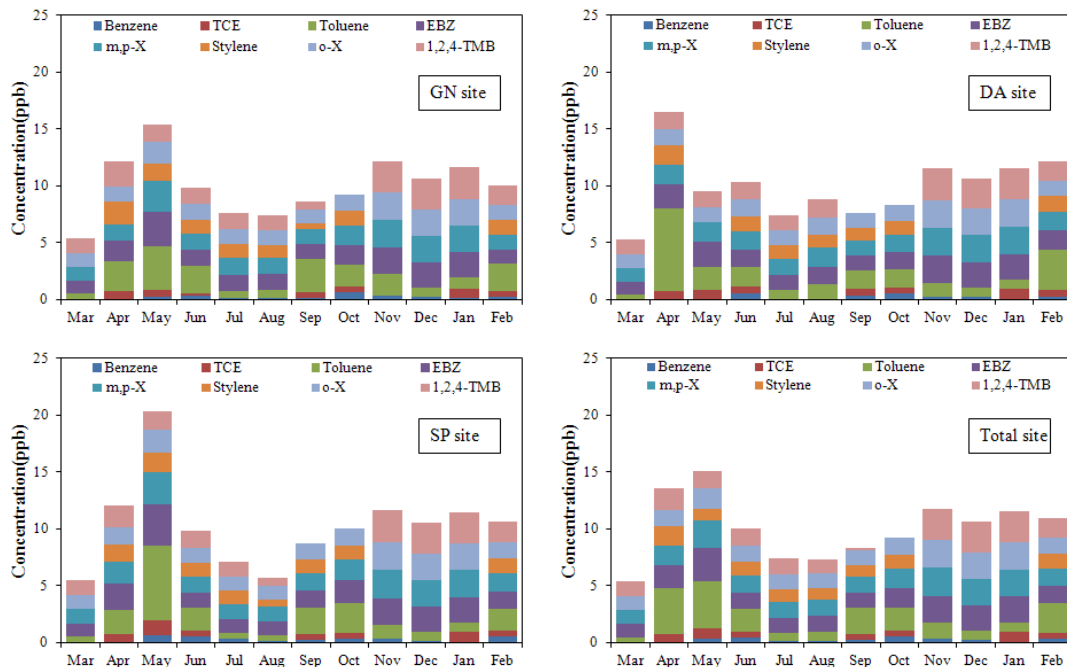 Benzene TCE Toluene EBZ
m,p-X Stylene o-X 1,2,4-TMB
GN site
Concentration(ppb)
25
20
15
10
5
0
Mar Apr May Jun Jul Aug Sep Oct Nov Dec Jan Feb
Benzene TCE Toluene EBZ
m,p-X Stylene o-X 1,2,4-TMB
DA site
Concentration(ppb)
25
20
15
10
5
0
Mar Apr May Jun Jul Aug Sep Oct Nov Dec Jan Feb
Benzene TCE Toluene EBZ
m,p-X Stylene o-X 1,2,4-TMB
SP site
Concentration(ppb)
25
20
15
10
5
0
Mar Apr May Jun Jul Aug Sep Oct Nov Dec Jan Feb
Benzene TCE Toluene EBZ
m,p-X Stylene o-X 1,2,4-TMB
Total site
Concentration(ppb)
25
20
15
10
5
0
Mar Apr May Jun Jul Aug Sep Oct Nov Dec Jan Feb